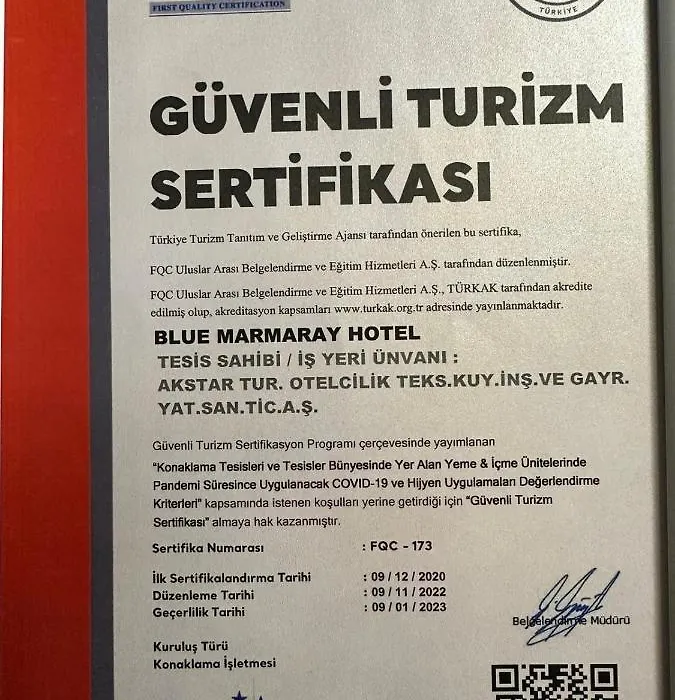 FIRST QUALITY CERTIFICATION
TÜRKİYE
GÜVENLİ TURİZM
SERTİFİKASI
Türkiye Turizm Tanıtım ve Geliştirme Ajansı tarafından önerilen bu sertifika,
FQC Uluslar Arası Belgelendirme ve Eğitim Hizmetleri A.Ş. tarafından düzenlenmiştir.
FQC Uluslar Arası Belgelendirme ve Eğitim Hizmetleri A.Ş., TÜRKAK tarafından akredite
edilmiş olup, akreditasyon kapsamları www.turkak.org.tr adresinde yayınlanmaktadır.
BLUE MARMARAY HOTEL
TESİS SAHİBİ / İŞ YERİ ÜNVANI :
AKSTAR TUR. OTELCİLİK TEKS.KUY.İNŞ.VE GAYR.
YAT.SAN.TİC.A.Ş.
Güvenli Turizm Sertifikasyon Programı çerçevesinde yayımlanan
“Konaklama Tesisleri ve Tesisler Bünyesinde Yer Alan Yeme & İçme Ünitelerinde
Pandemi Süresince Uygulanacak COVID-19 ve Hijyen Uygulamaları Değerlendirme
Kriterleri” kapsamında istenen koşulları yerine getirdiği için “Güvenli Turizm
Sertifikası” almaya hak kazanmıştır.
Sertifika Numarası : FQC - 173
İlk Sertifikalandırma Tarihi : 09 / 12 / 2020
Düzenleme Tarihi : 09 / 11 / 2022
Geçerlilik Tarihi : 09 / 01 / 2023
Belgelendirme Müdürü
Kuruluş Türü
Konaklama İşletmesi